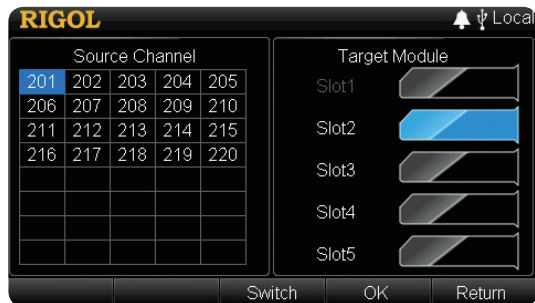 RIGOL Local
Source Channel
201 202 203 204 205
206 207 208 209 210
211 212 213 214 215
216 217 218 219 220
Target Module
Slot1
Slot2
Slot3
Slot4
Slot5
Switch OK Return